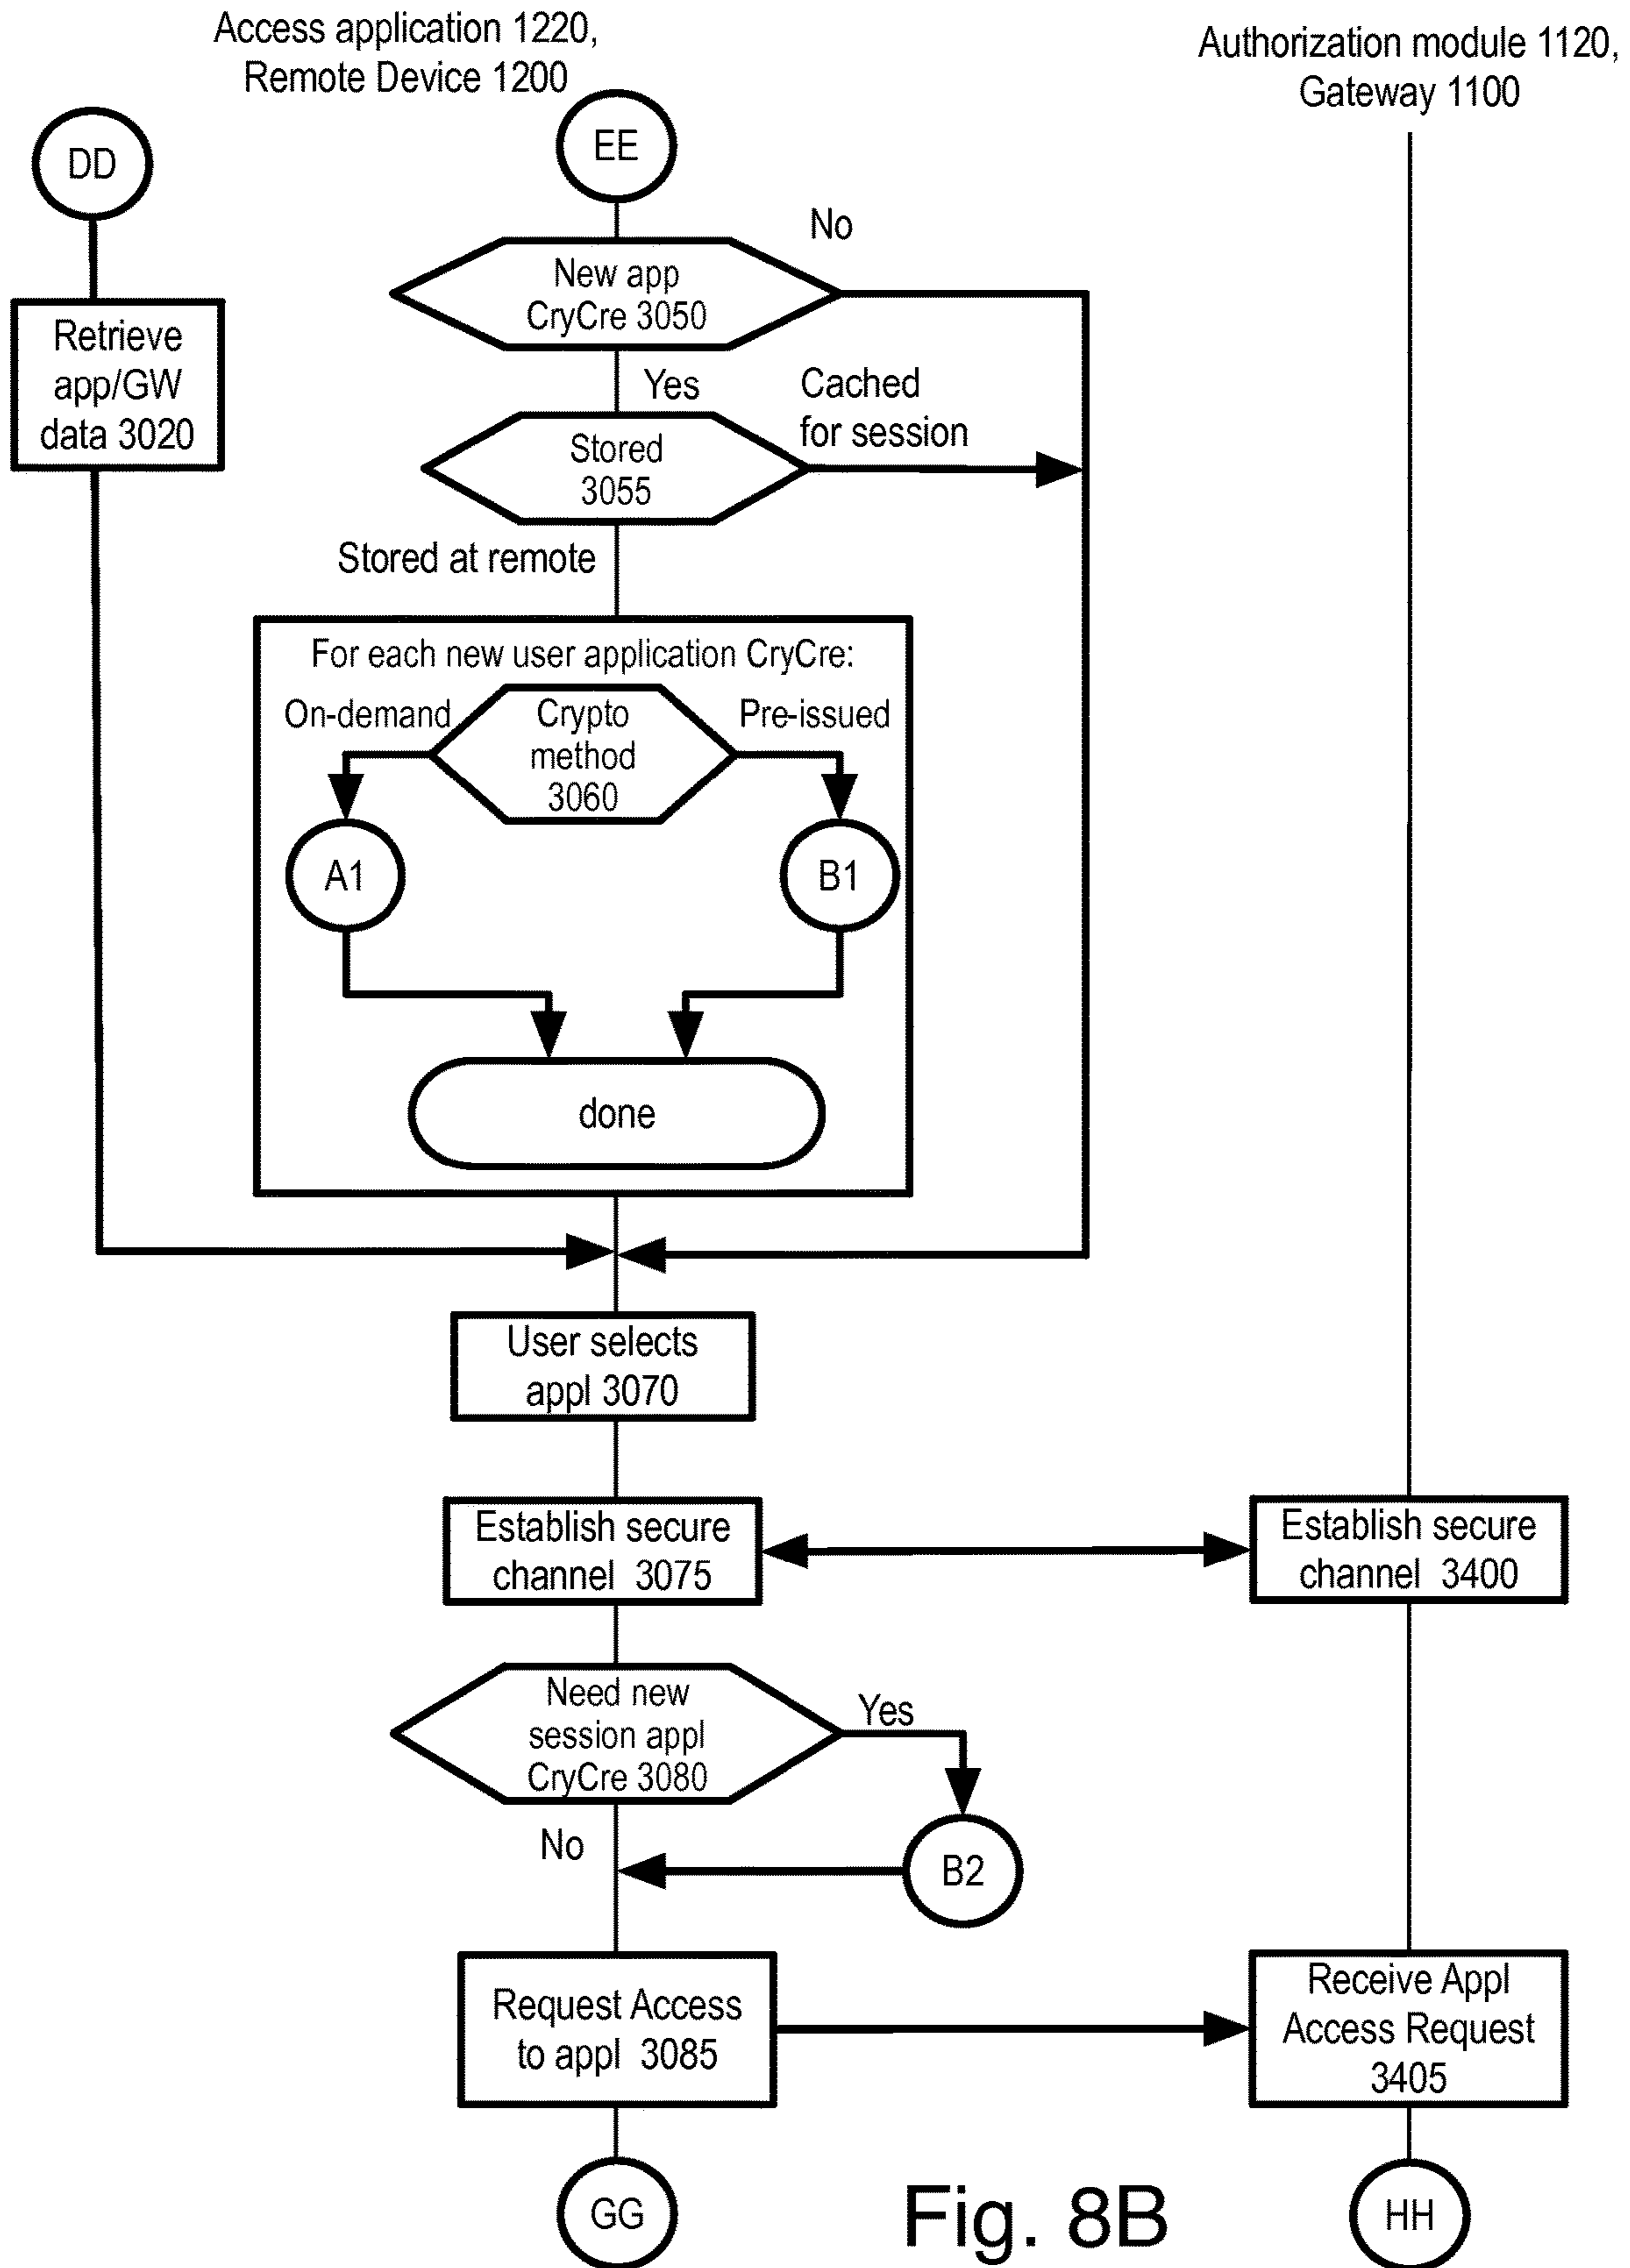 Access application 1220,
Remote Device 1200
Authorization module 1120,
Gateway 1100
DD
EE
No
New app
CryCre 3050
Retrieve
app/GW
data 3020
Yes
Cached
for session
Stored
3055
Stored at remote
For each new user application CryCre:
On-demand
Crypto
method
3060
Pre-issued
A1
B1
done
User selects
appl 3070
Establish secure
channel 3075
Establish secure
channel 3400
Need new
session appl
CryCre 3080
Yes
No
B2
Request Access
to appl 3085
Receive Appl
Access Request
3405
GG
Fig. 8B
HH